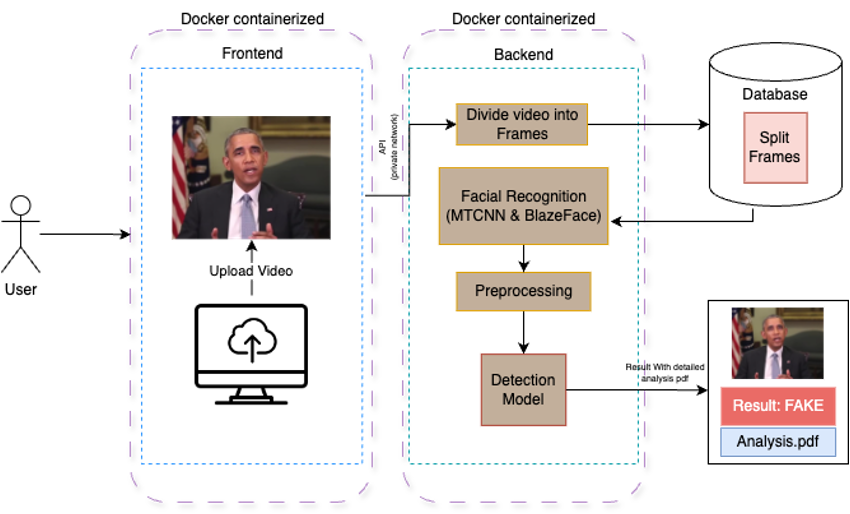 Docker containerized
Frontend
Docker containerized
Backend
Database
Split
Frames
Divide video into
Frames
API
(private network)
Facial Recognition
(MTCNN & BlazeFace)
Upload Video
User
Preprocessing
Detection
Model
Result With detailed
analysis pdf
Result: FAKE
Analysis.pdf